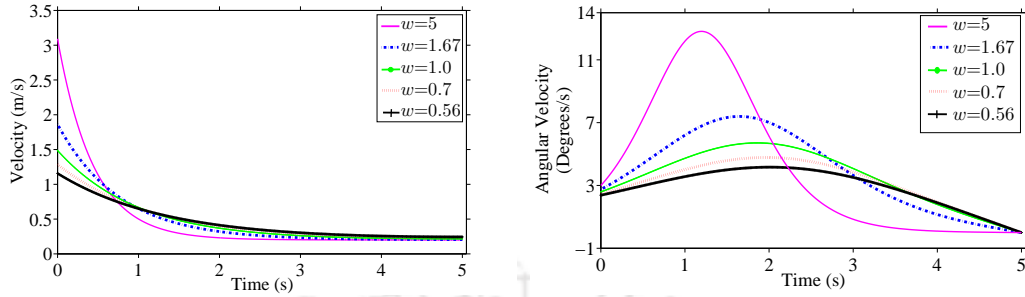 3.5
3
2.5
2
1.5
1
0.5
0
0 1 2 3 4 5
Velocity (m/s)
Time (s)
w=5
w=1.67
w=1.0
w=0.7
w=0.56
14
11
7
3
−1
0 1 2 3 4 5
Angular Velocity
(Degrees/s)
Time (s)
w=5
w=1.67
w=1.0
w=0.7
w=0.56